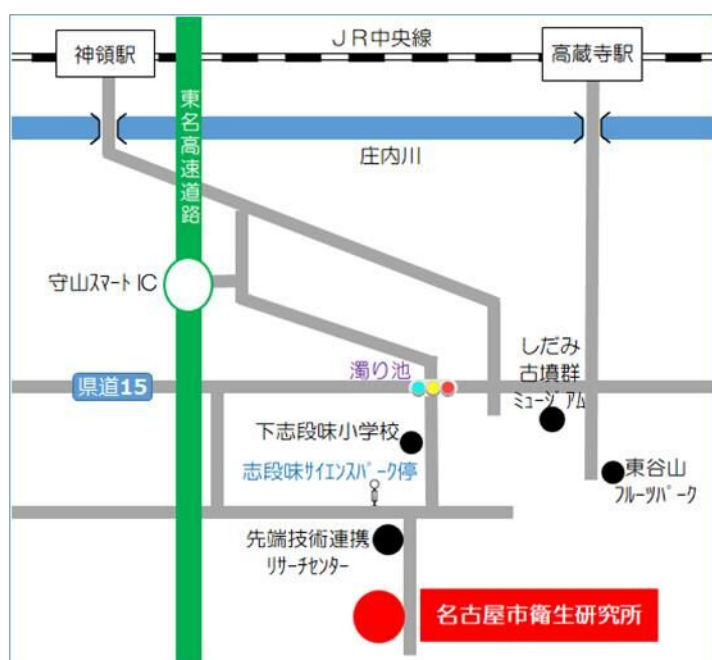 JR中央線
神領駅
高蔵寺駅
東名高速道路
庄内川
守山ｽﾏｰﾄ IC
濁り池
しだみ
古墳群
ﾐｭｰｼﾞｱﾑ
県道15
下志段味小学校
志段味ｻｲｴﾝｽﾊﾟｰｸ停
東谷山
ﾌﾙｰﾂﾊﾟｰｸ
先端技術連携
ﾘｻｰﾁｾﾝﾀｰ
名古屋市衛生研究所